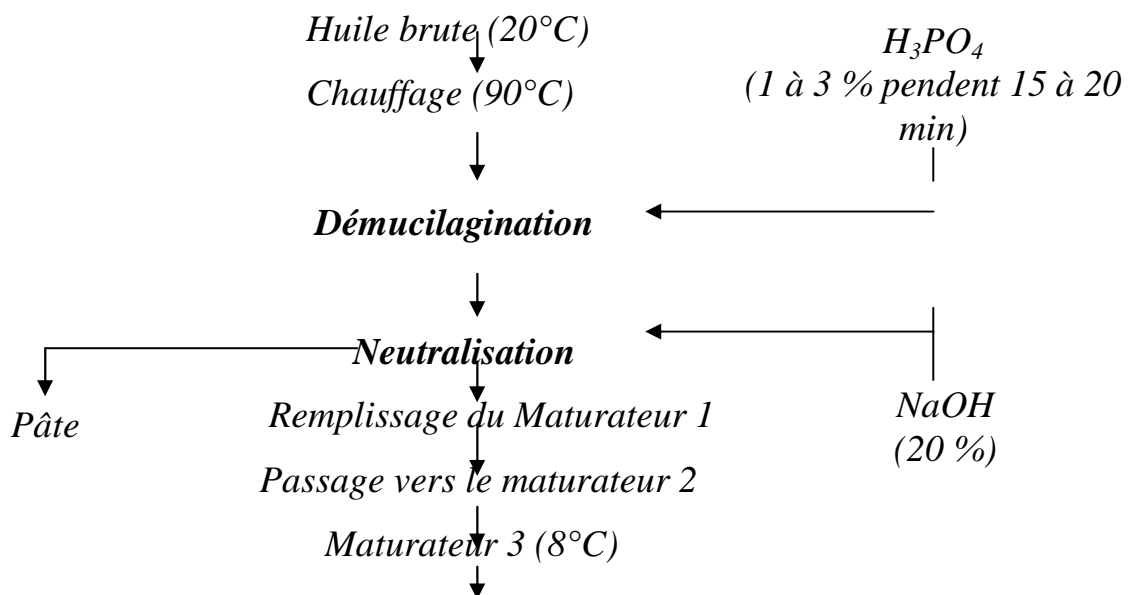 Huile brute (20°C)
Chauffage (90°C)
H₃PO₄
(1 à 3 % pendent 15 à 20
min)
Démucilagination
Neutralisation
Pâte
Remplissage du Maturateur 1
NaOH
(20 %)
Passage vers le maturateur 2
Maturateur 3 (8°C)